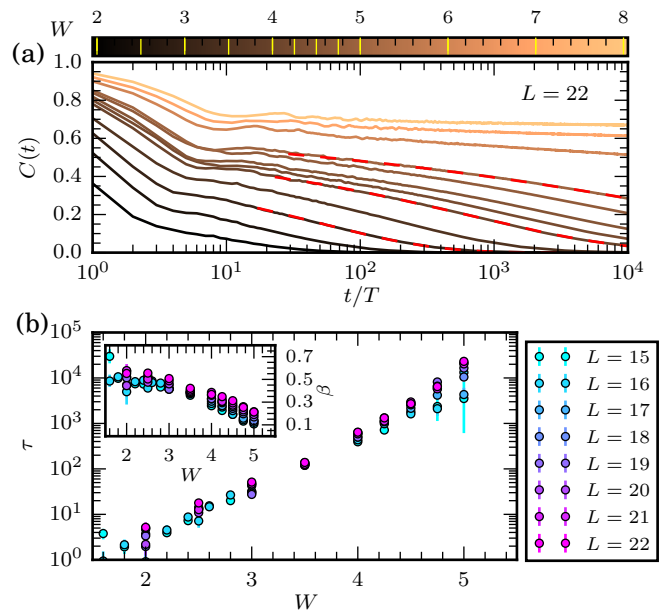 W 2 3 4 5 6 7 8
(a)
1.0
0.8
0.6
0.4
0.2
0.0
C(t)
L = 22
10^0 10^1 10^2 10^3 10^4
t/T
(b)
10^5
10^4
10^3
10^2
10^1
10^0
τ
0.7
0.5
0.3
0.1
β
2 3 4 5
W
2 3 4 5
W
L = 15
L = 16
L = 17
L = 18
L = 19
L = 20
L = 21
L = 22